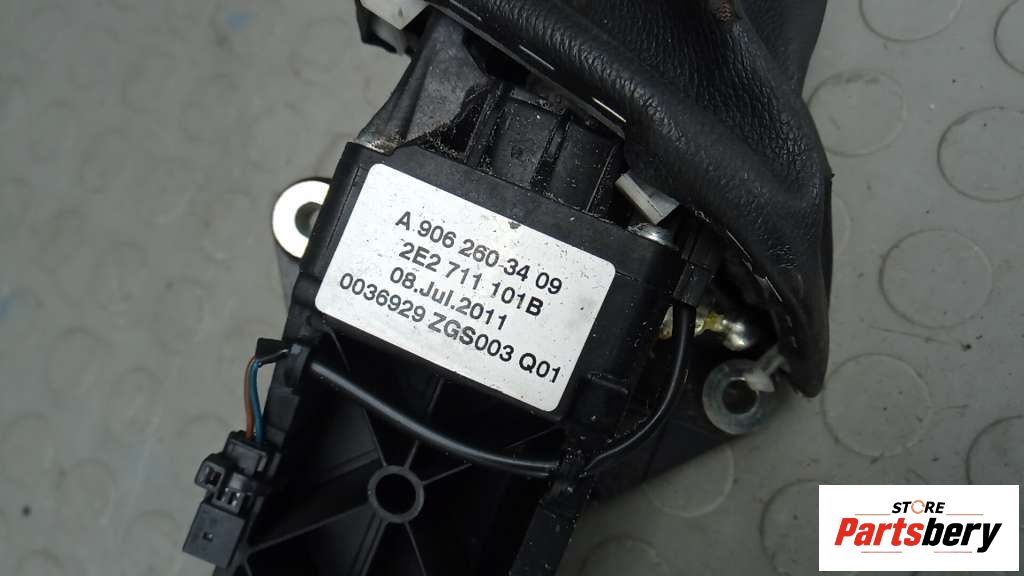 A 906 260 34 09
2E2 711 101B
08.Jul.2011
0036929 ZGS003 Q01
STORE
Partsbery